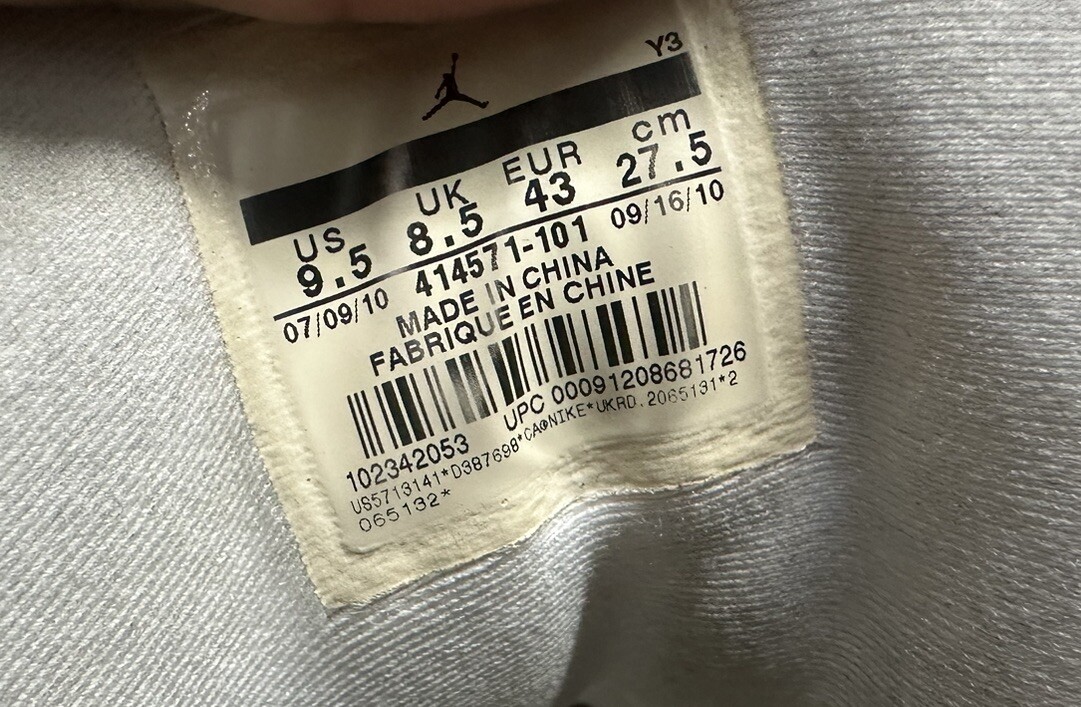 Y3
US UK EUR cm
9.5 8.5 43 27.5
07/09/10 414571-101 09/16/10
MADE IN CHINA
FABRIQUE EN CHINE
102342053 UPC 00091208681726
US5713141*D387698*CA@NIKE*UKRD.2065131*2
065132*